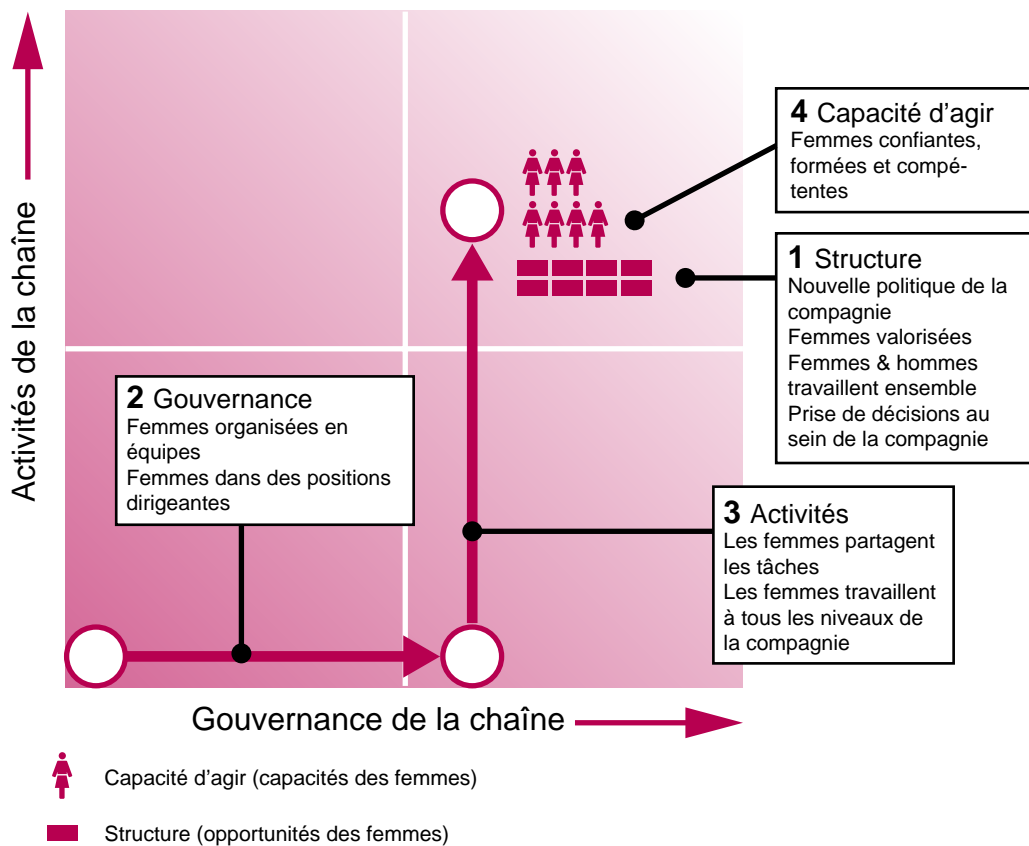 Activités de la chaîne
4 Capacité d'agir
Femmes confiantes,
formées et compé-
tentes
1 Structure
Nouvelle politique de la
compagnie
Femmes valorisées
Femmes & hommes
travaillent ensemble
Prise de décisions au
sein de la compagnie
2 Gouvernance
Femmes organisées en
équipes
Femmes dans des positions
dirigeantes
3 Activités
Les femmes partagent
les tâches
Les femmes travaillent
à tous les niveaux de
la compagnie
Gouvernance de la chaîne
Capacité d'agir (capacités des femmes)
Structure (opportunités des femmes)